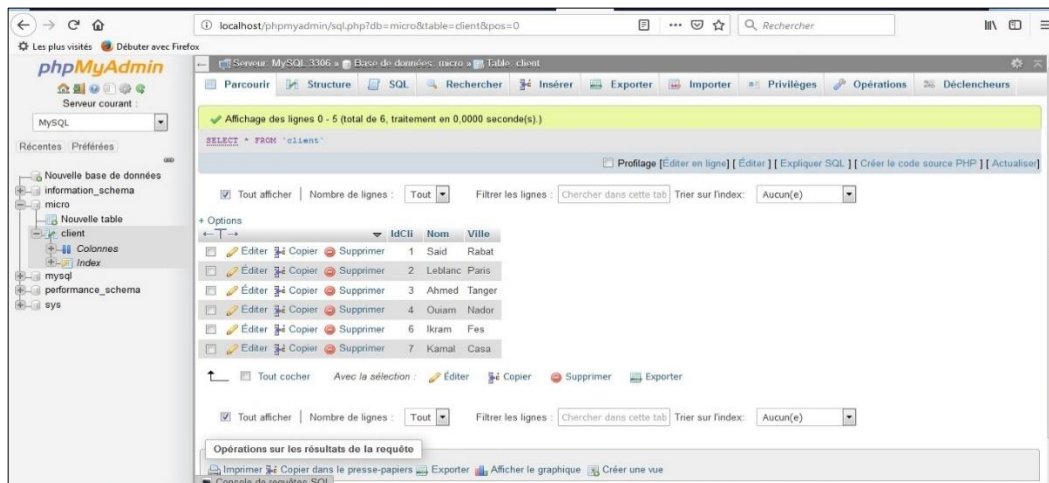 localhost/phpmyadmin/sql.php?db=micro&table=client&pos=0
Rechercher
Les plus visités Débuter avec Firefox
phpMyAdmin
Serveur courant :
MySQL
Récentes Préférées
Nouvelle base de données
information_schema
micro
Nouvelle table
client
Colonnes
Index
mysql
performance_schema
sys
Serveur: MySQL:3306 » Base de données: micro » Table: client
Parcourir Structure SQL Rechercher Insérer Exporter Importer Privilèges Opérations Déclencheurs
Affichage des lignes 0 - 5 (total de 6, traitement en 0,0000 seconde(s).)
SELECT * FROM `client`
Profilage [Éditer en ligne] [ Éditer ] [ Expliquer SQL ] [ Créer le code source PHP ] [ Actualiser]
Tout afficher | Nombre de lignes : Tout Filtrer les lignes : Chercher dans cette tab Trier sur l'index: Aucun(e)
+ Options
←T→ IdCli Nom Ville
Éditer Copier Supprimer 1 Said Rabat
Éditer Copier Supprimer 2 Leblanc Paris
Éditer Copier Supprimer 3 Ahmed Tanger
Éditer Copier Supprimer 4 Ouiam Nador
Éditer Copier Supprimer 6 Ikram Fes
Éditer Copier Supprimer 7 Kamal Casa
Tout cocher Avec la sélection : Éditer Copier Supprimer Exporter
Tout afficher | Nombre de lignes : Tout Filtrer les lignes : Chercher dans cette tab Trier sur l'index: Aucun(e)
Opérations sur les résultats de la requête
Imprimer Copier dans le presse-papiers Exporter Afficher le graphique Créer une vue
Console de requêtes SQL